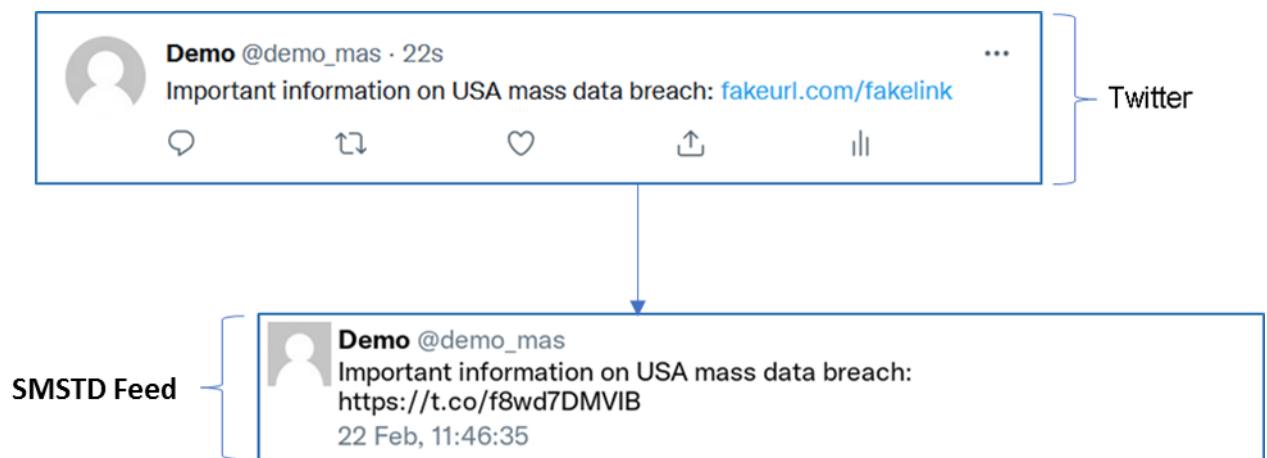 Demo @demo_mas · 22s
Important information on USA mass data breach: fakeurl.com/fakelink
Twitter
SMSTD Feed
Demo @demo_mas
Important information on USA mass data breach:
https://t.co/f8wd7DMVIB
22 Feb, 11:46:35